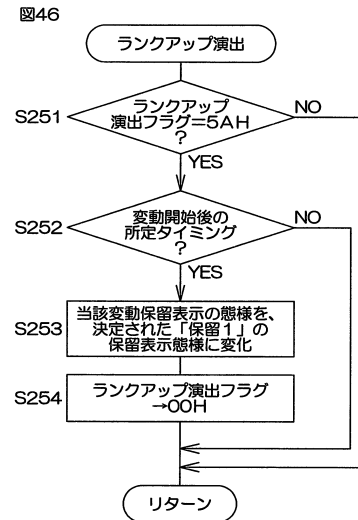 図46
ランクアップ演出
S251
ランクアップ
演出フラグ=5AH
?
NO
YES
S252
変動開始後の
所定タイミング
?
NO
YES
S253
当該変動保留表示の態様を、
決定された「保留1」の
保留表示態様に変化
S254
ランクアップ演出フラグ
→00H
リターン